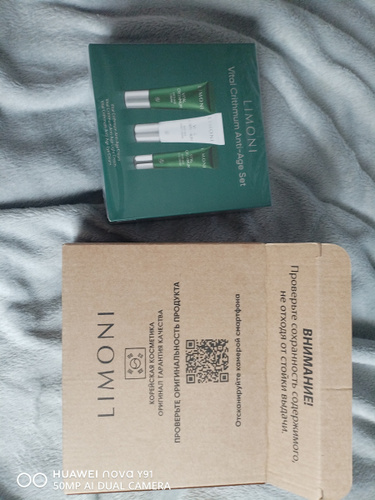 LIMONI
Vital Crithmum Anti-Age Set
LIMONI
КОРЕЙСКАЯ КОСМЕТИКА
ОРИГИНАЛ ГАРАНТИЯ КАЧЕСТВА
ПРОВЕРЬТЕ ОРИГИНАЛЬНОСТЬ ПРОДУКТА
Отсканируйте камерой смартфона
ВНИМАНИЕ!
Проверьте сохранность содержимого,
не отходя от стойки выдачи.
HUAWEI nova Y91
50MP AI DUAL CAMERA